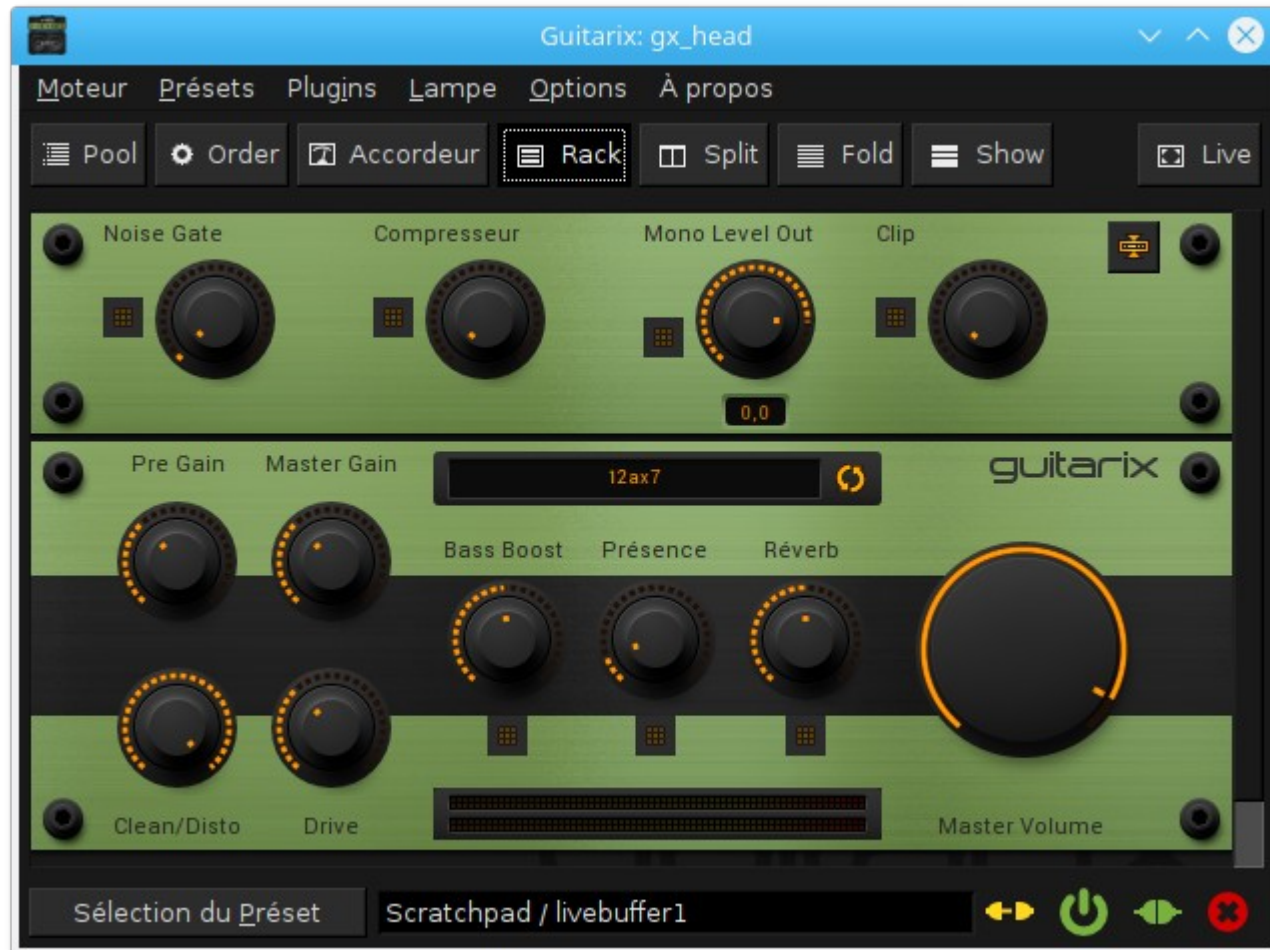 Guitarix: gx_head
Moteur Présets Plugins Lampe Options À propos
Pool Order Accordeur Rack Split Fold Show Live
Noise Gate Compresseur Mono Level Out Clip
0,0
Pre Gain Master Gain 12ax7 guitarix
Bass Boost Présence Réverb
Clean/Disto Drive Master Volume
Sélection du Préset Scratchpad / livebuffer1